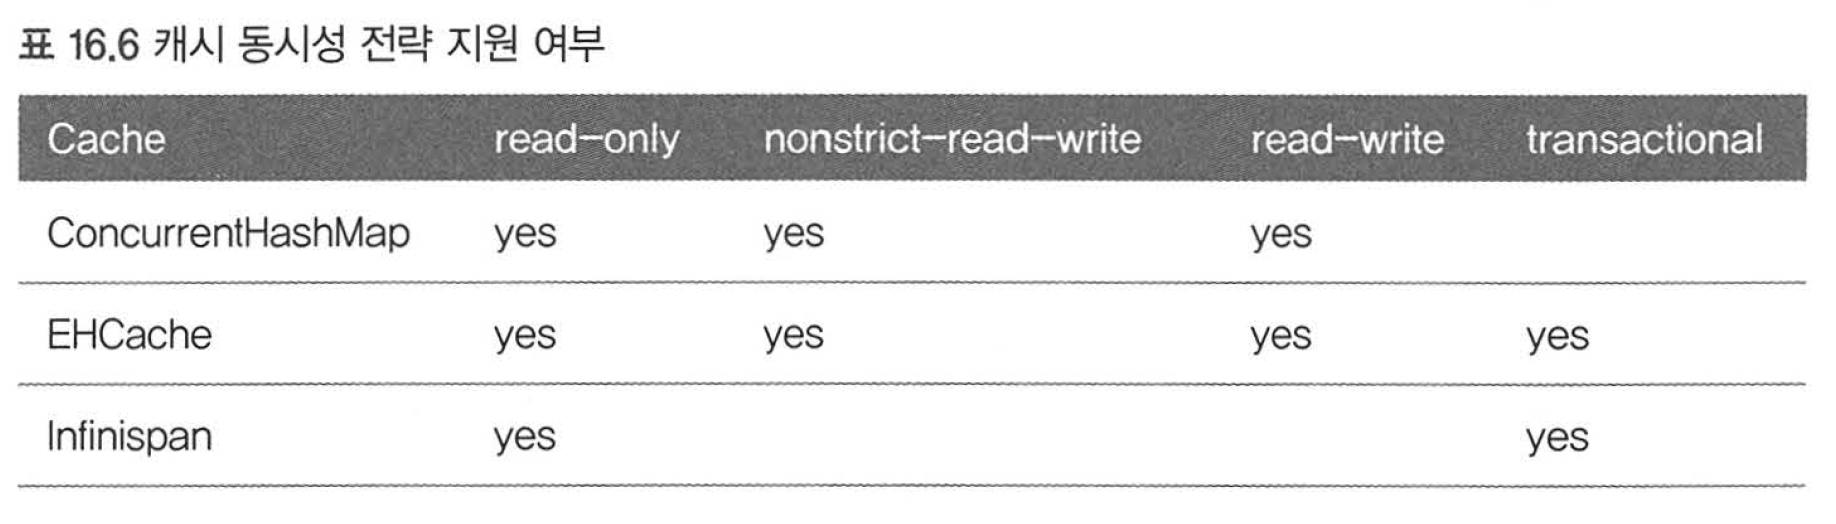 표 16.6 캐시 동시성 전략 지원 여부
Cache read-only nonstrict-read-write read-write transactional
ConcurrentHashMap yes yes yes
EHCache yes yes yes yes
Infinispan yes yes